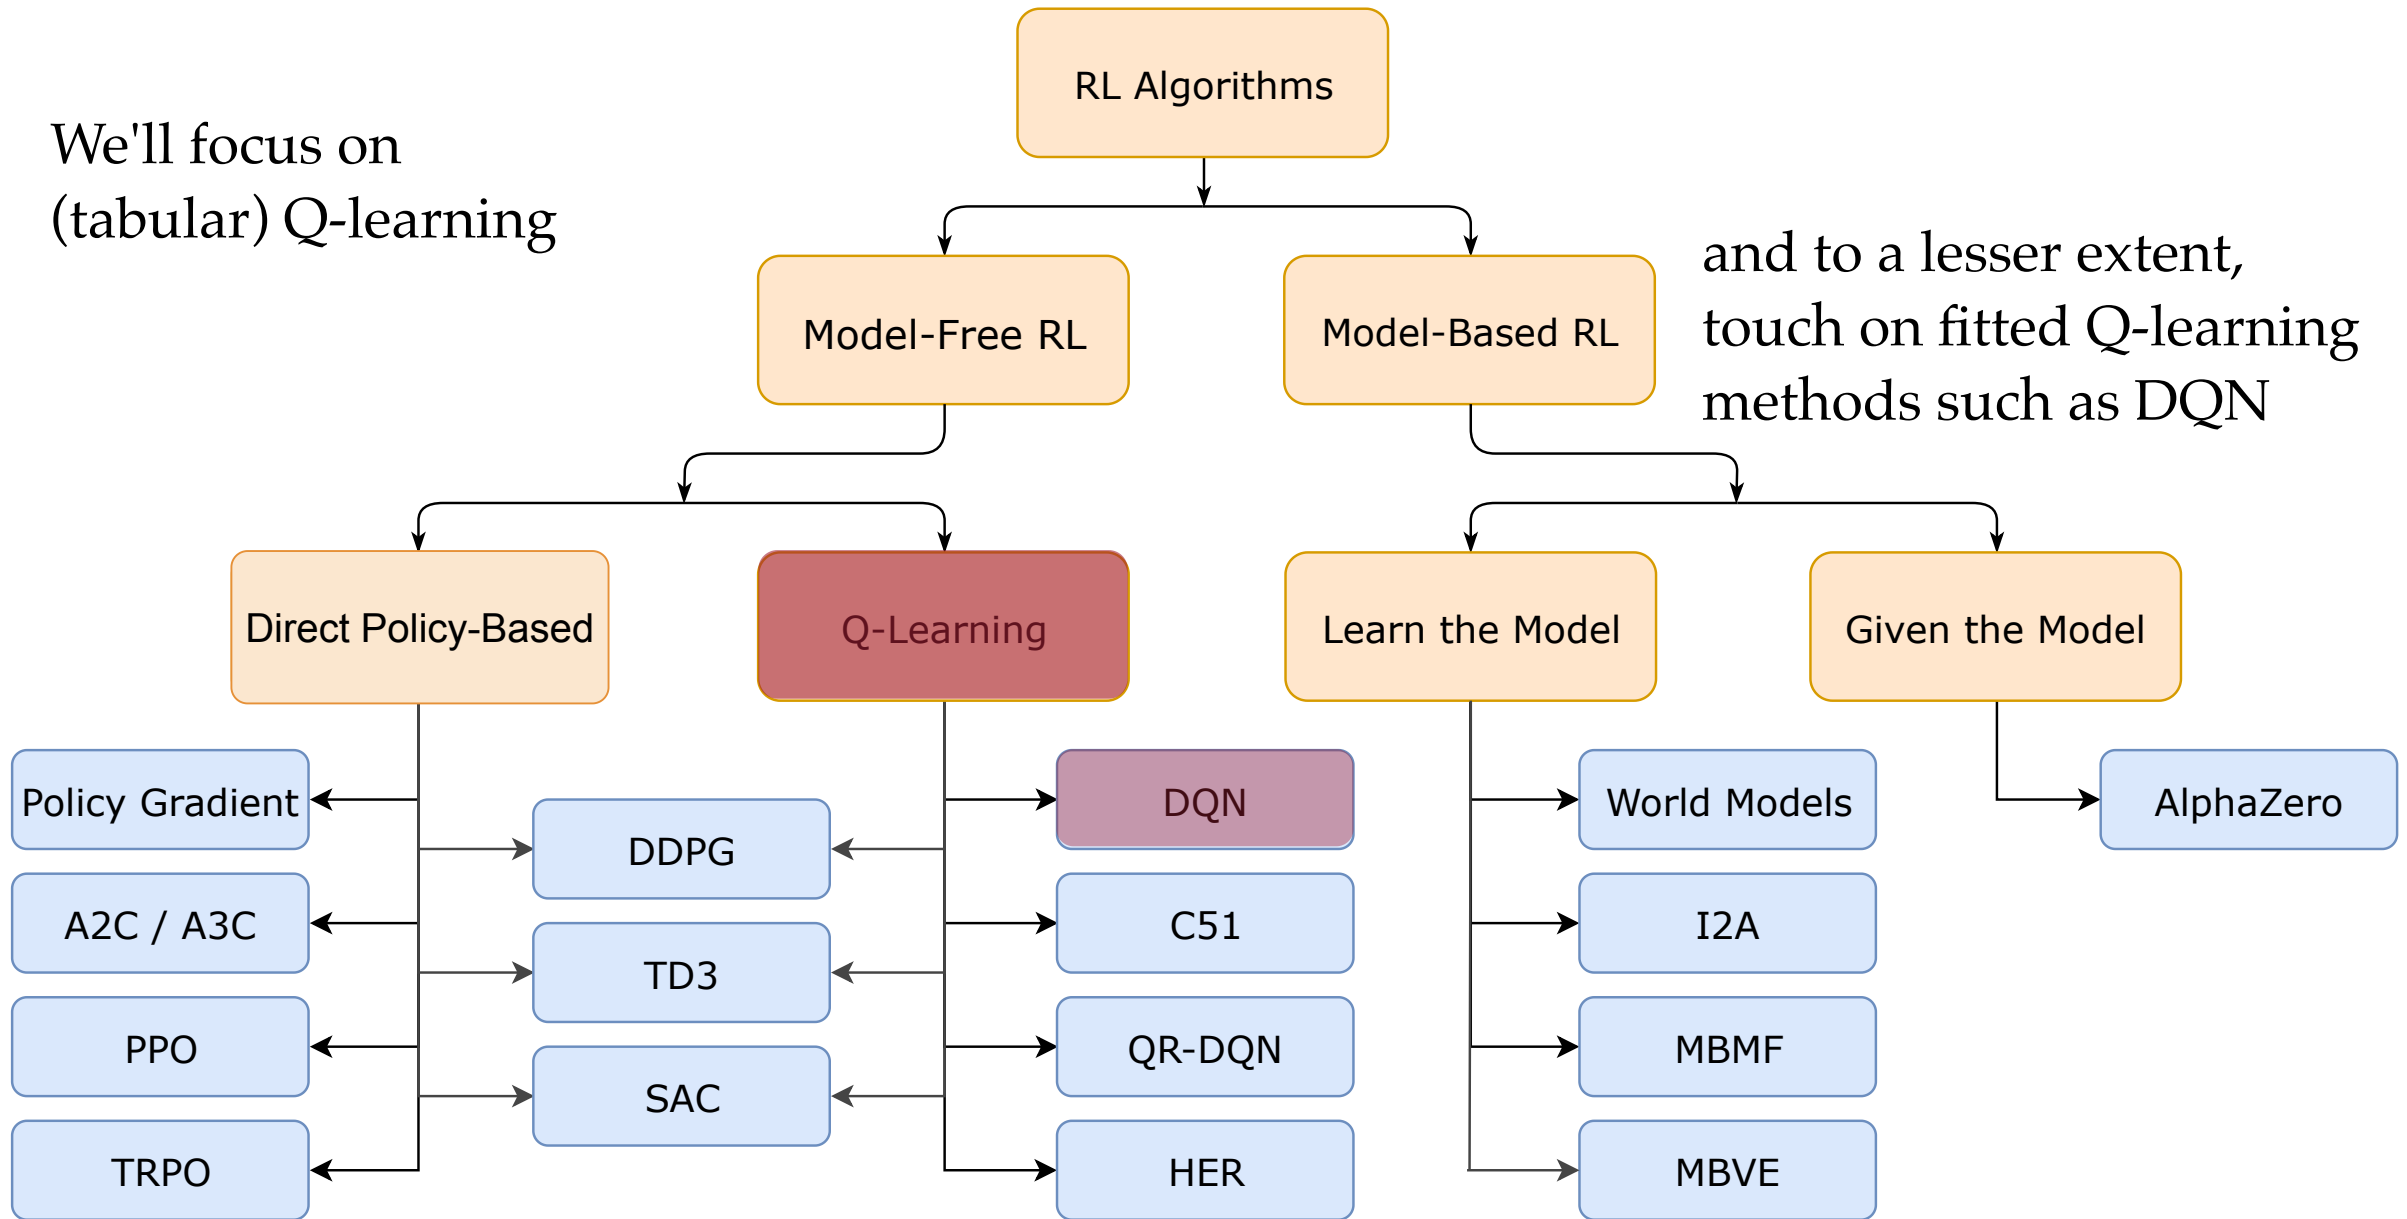 RL Algorithms
We'll focus on
(tabular) Q-learning
and to a lesser extent,
touch on fitted Q-learning
methods such as DQN
Model-Free RL
Model-Based RL
Direct Policy-Based
Q-Learning
Learn the Model
Given the Model
Policy Gradient
DDPG
DQN
World Models
AlphaZero
A2C / A3C
TD3
C51
I2A
PPO
SAC
QR-DQN
MBMF
TRPO
HER
MBVE